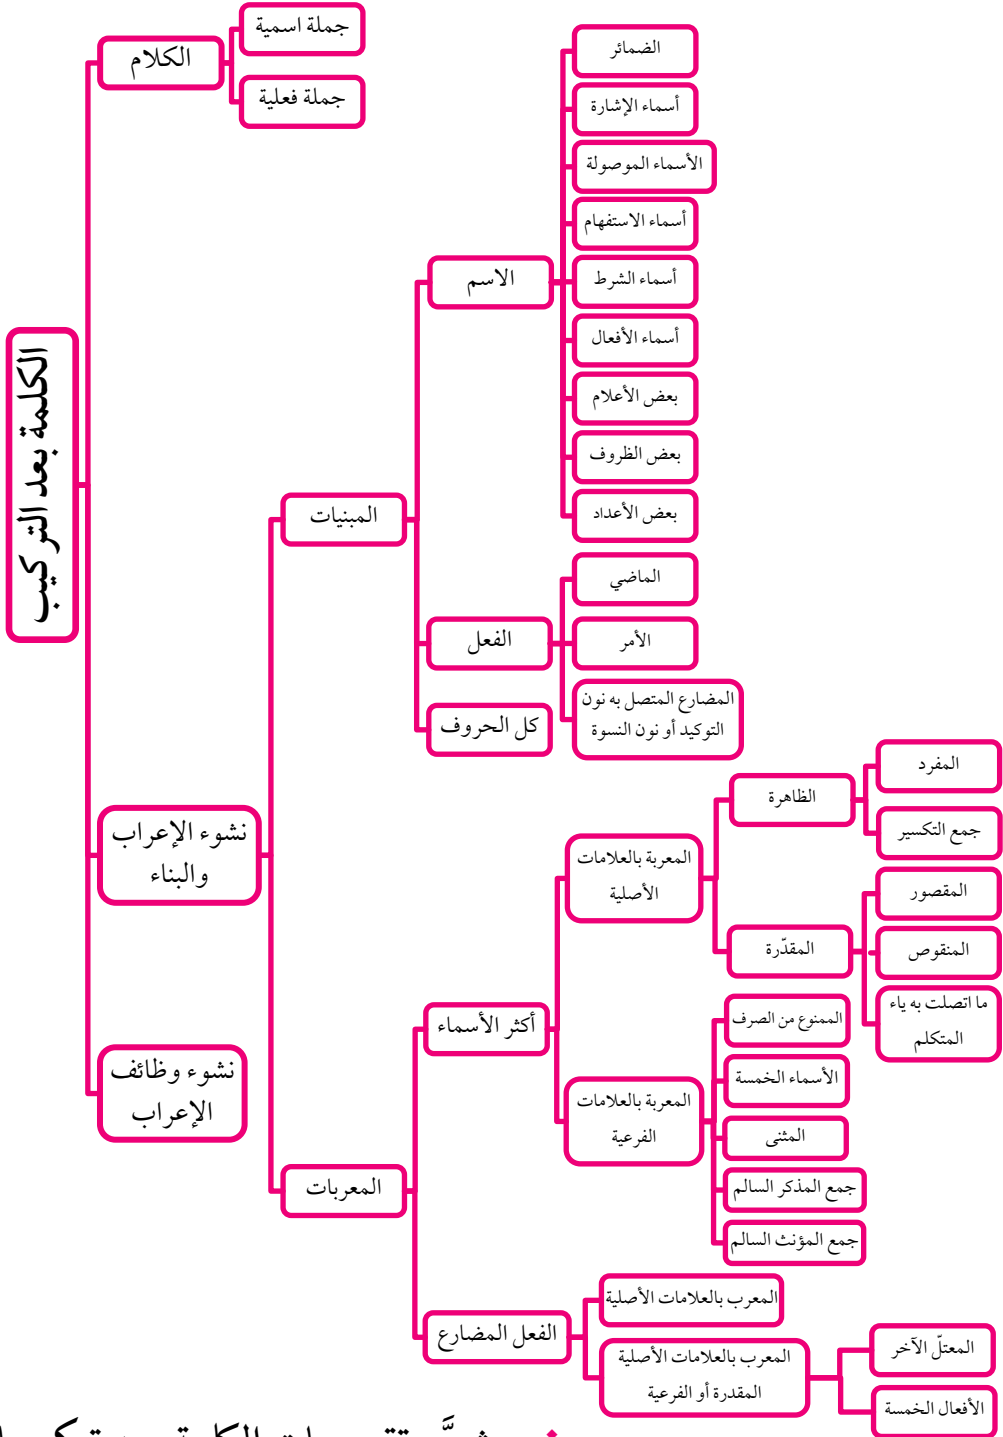 الكلمة بعد التركيب
الكلام
جملة اسمية
جملة فعلية
نشوء الإعراب
والبناء
المبنيات
الاسم
الضمائر
أسماء الإشارة
الأسماء الموصولة
أسماء الاستفهام
أسماء الشرط
أسماء الأفعال
بعض الأعلام
بعض الظروف
بعض الأعداد
الفعل
الماضي
الأمر
المضارع المتصل به نون
التوكيد أو نون النسوة
كل الحروف
المعربات
أكثر الأسماء
المعربة بالعلامات
الأصلية
الظاهرة
المفرد
جمع التكسير
المقدّرة
المقصور
المنقوص
ما اتصلت به ياء
المتكلم
المعربة بالعلامات
الفرعية
الممنوع من الصرف
الأسماء الخمسة
المثنى
جمع المذكر السالم
جمع المؤنث السالم
الفعل المضارع
المعرب بالعلامات الأصلية
المعرب بالعلامات الأصلية
المقدرة أو الفرعية
المعتلّ الآخر
الأفعال الخمسة
نشوء وظائف
الإعراب